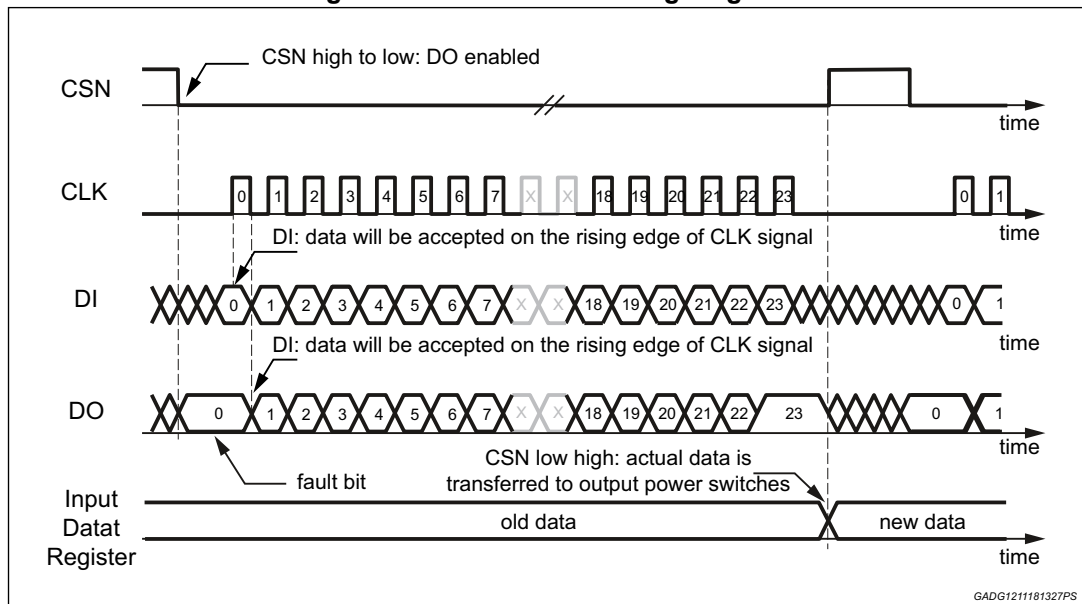 CSN high to low: DO enabled
CSN
time
CLK
0 1 2 3 4 5 6 7 X X 18 19 20 21 22 23 0 1
DI: data will be accepted on the rising edge of CLK signal
DI
0 1 2 3 4 5 6 7 X X 18 19 20 21 22 23 0 1
time
DI: data will be accepted on the rising edge of CLK signal
DO
0 1 2 3 4 5 6 7 X X 18 19 20 21 22 23 0 1
time
CSN low high: actual data is
transferred to output power switches
fault bit
Input
Datat
Register
old data
new data
time
GADG1211181327PS